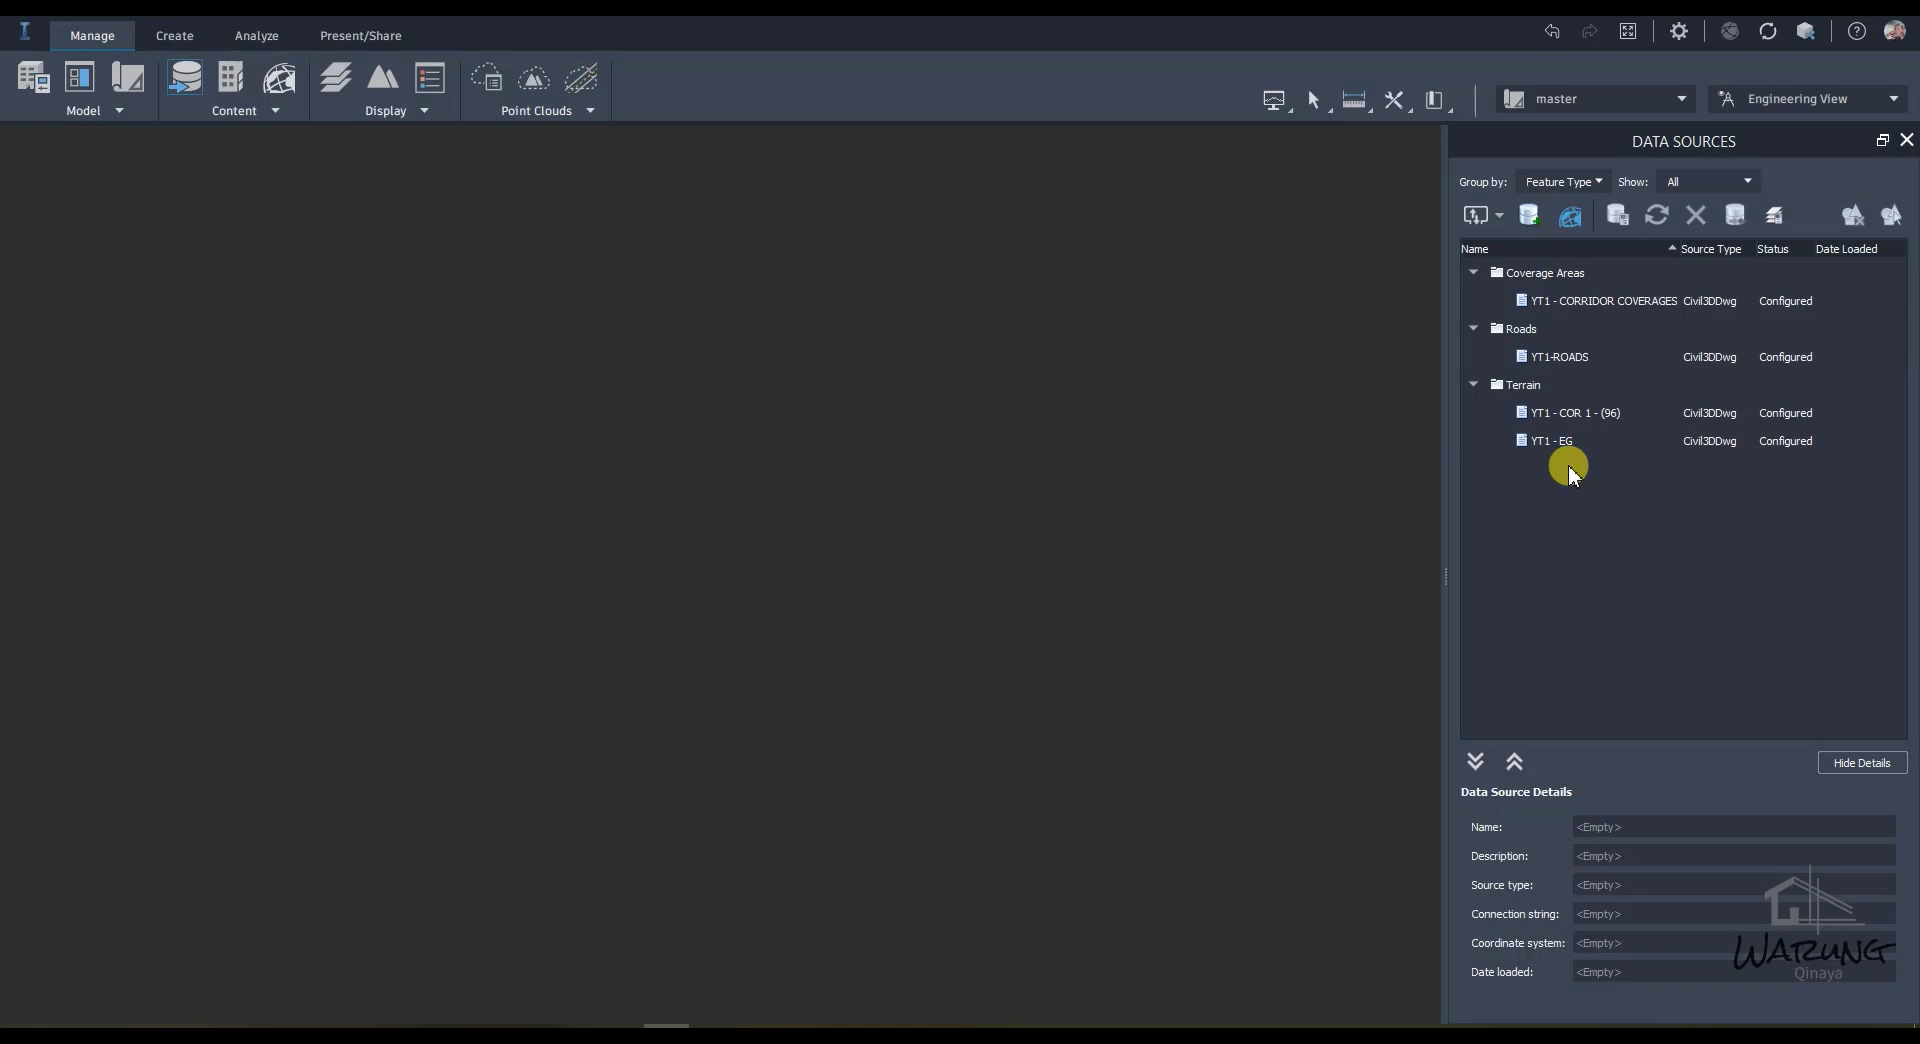 Manage Create Analyze Present/Share
Model Content Display Point Clouds
master Engineering View
DATA SOURCES
Group by: Feature Type Show: All
Name Source Type Status Date Loaded
Coverage Areas
YT1 - CORRIDOR COVERAGES Civil3DDwg Configured
Roads
YT1-ROADS Civil3DDwg Configured
Terrain
YT1 - COR 1 - (96) Civil3DDwg Configured
YT1 - EG Civil3DDwg Configured
Hide Details
Data Source Details
Name: <Empty>
Description: <Empty>
Source type: <Empty>
Connection string: <Empty>
Coordinate system: <Empty>
Date loaded: <Empty>
WARUNG
Qinaya